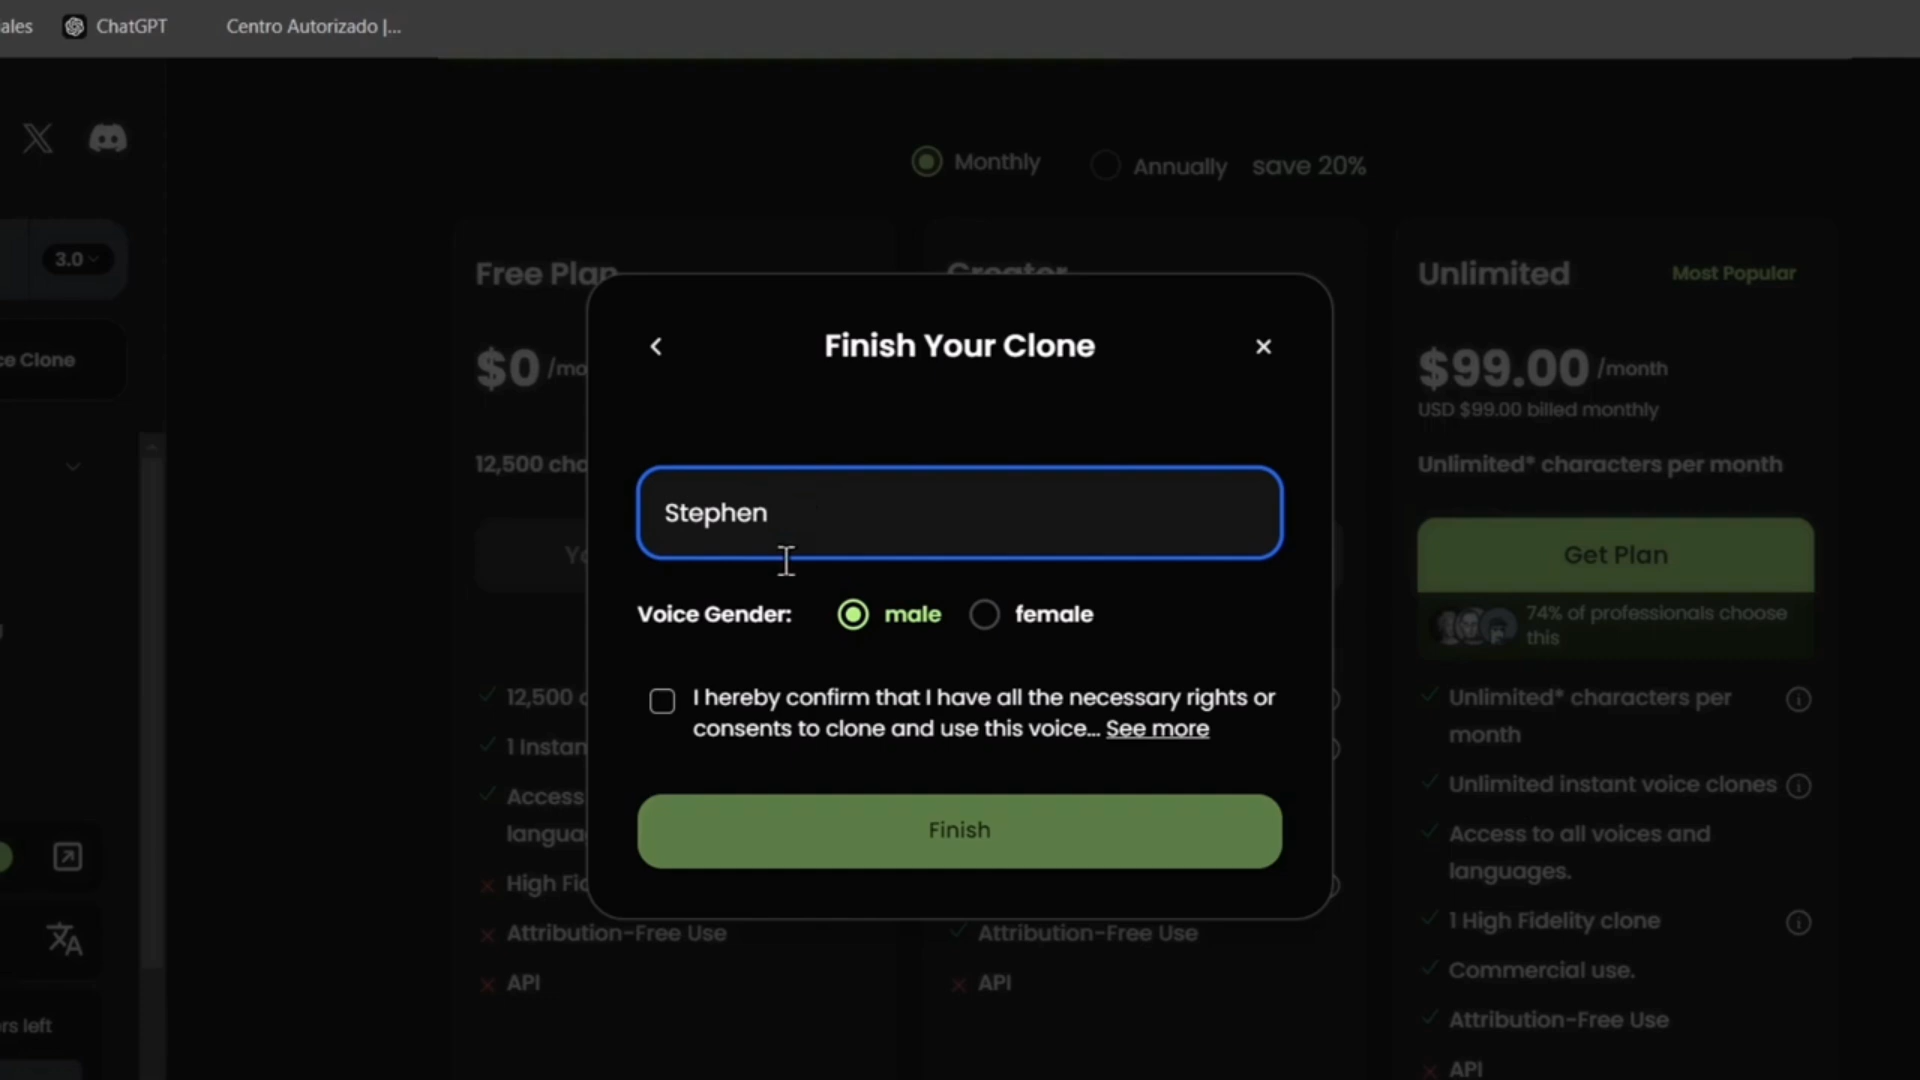 ales ChatGPT Centro Autorizado |...
Monthly Annually save 20%
3.0
ce Clone
Free Plan
$0 /mo
12,500 cha
12,500 c
1 Instan
Access
langua
High Fid
Attribution-Free Use
API
Creator
Attribution-Free Use
API
Unlimited Most Popular
$99.00 /month
USD $99.00 billed monthly
Unlimited* characters per month
Get Plan
74% of professionals choose
this
Unlimited* characters per
month
Unlimited instant voice clones
Access to all voices and
languages.
1 High Fidelity clone
Commercial use.
Attribution-Free Use
API
Finish Your Clone
Stephen
Voice Gender: male female
I hereby confirm that I have all the necessary rights or
consents to clone and use this voice... See more
Finish
rs left